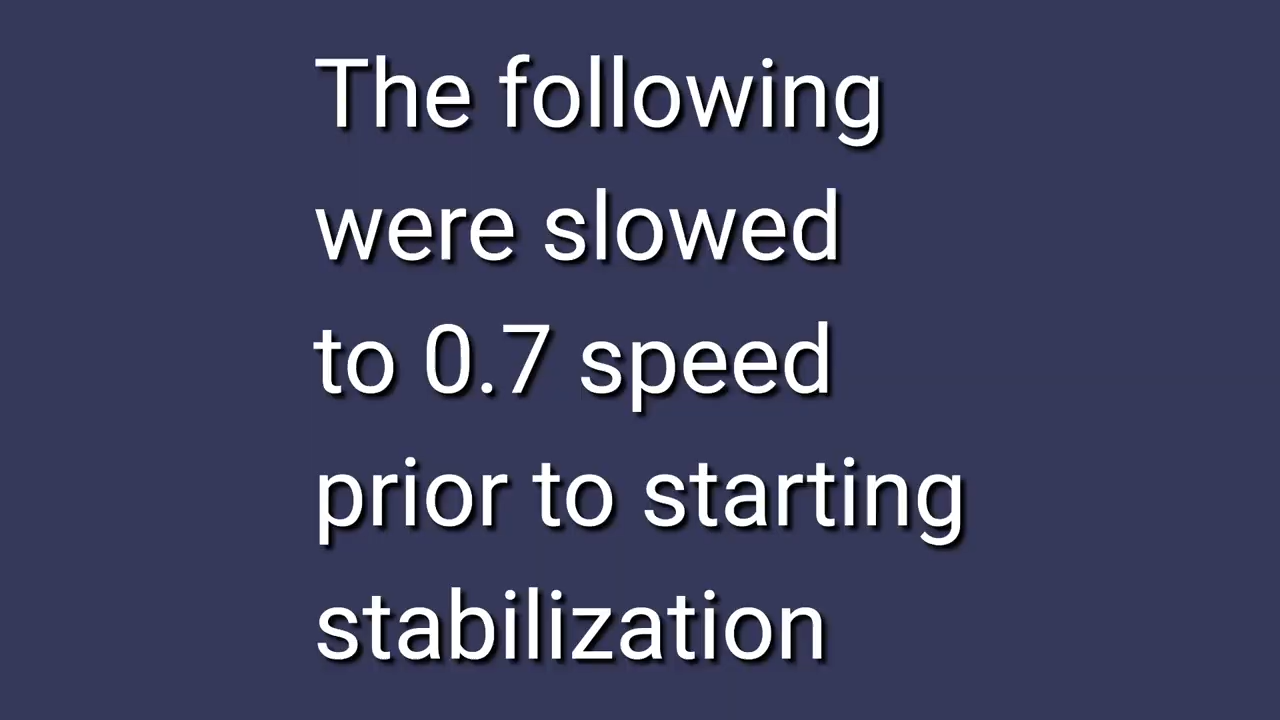 The following
were slowed
to 0.7 speed
prior to starting
stabilization